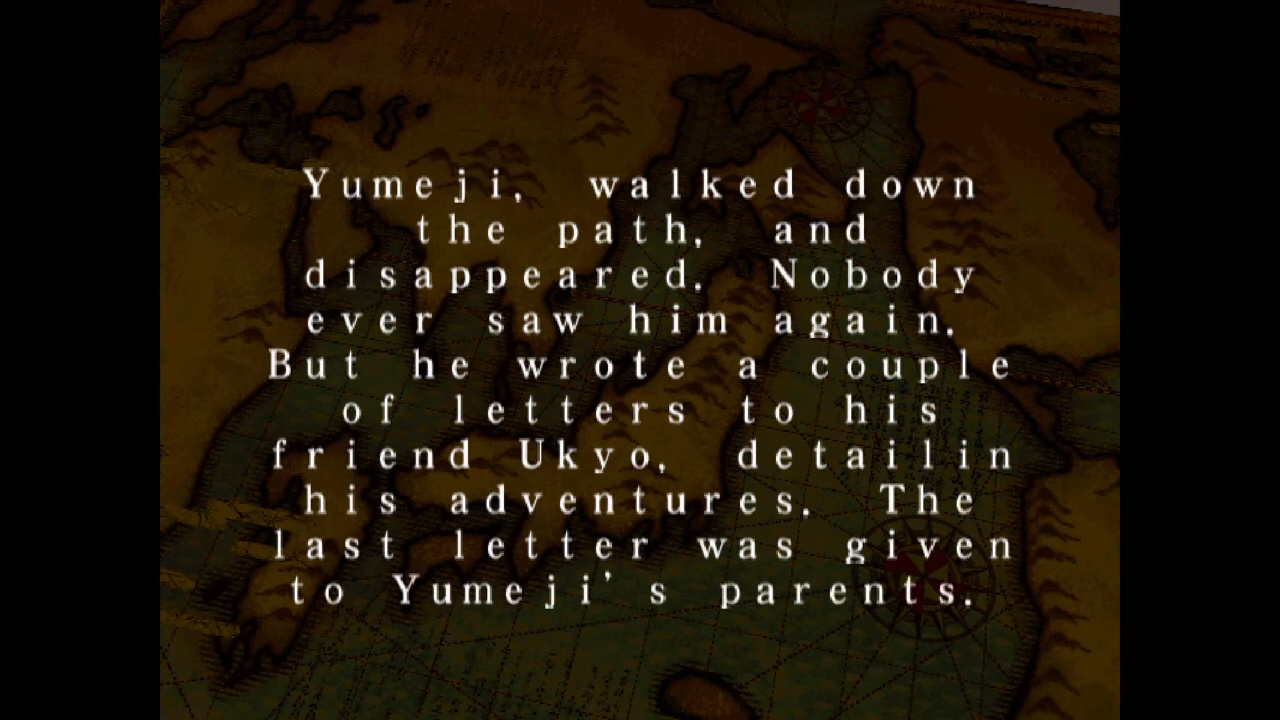 Yumeji, walked down
the path, and
disappeared. Nobody
ever saw him again.
But he wrote a couple
of letters to his
friend Ukyo, detailin
his adventures. The
last letter was given
to Yumeji's parents.